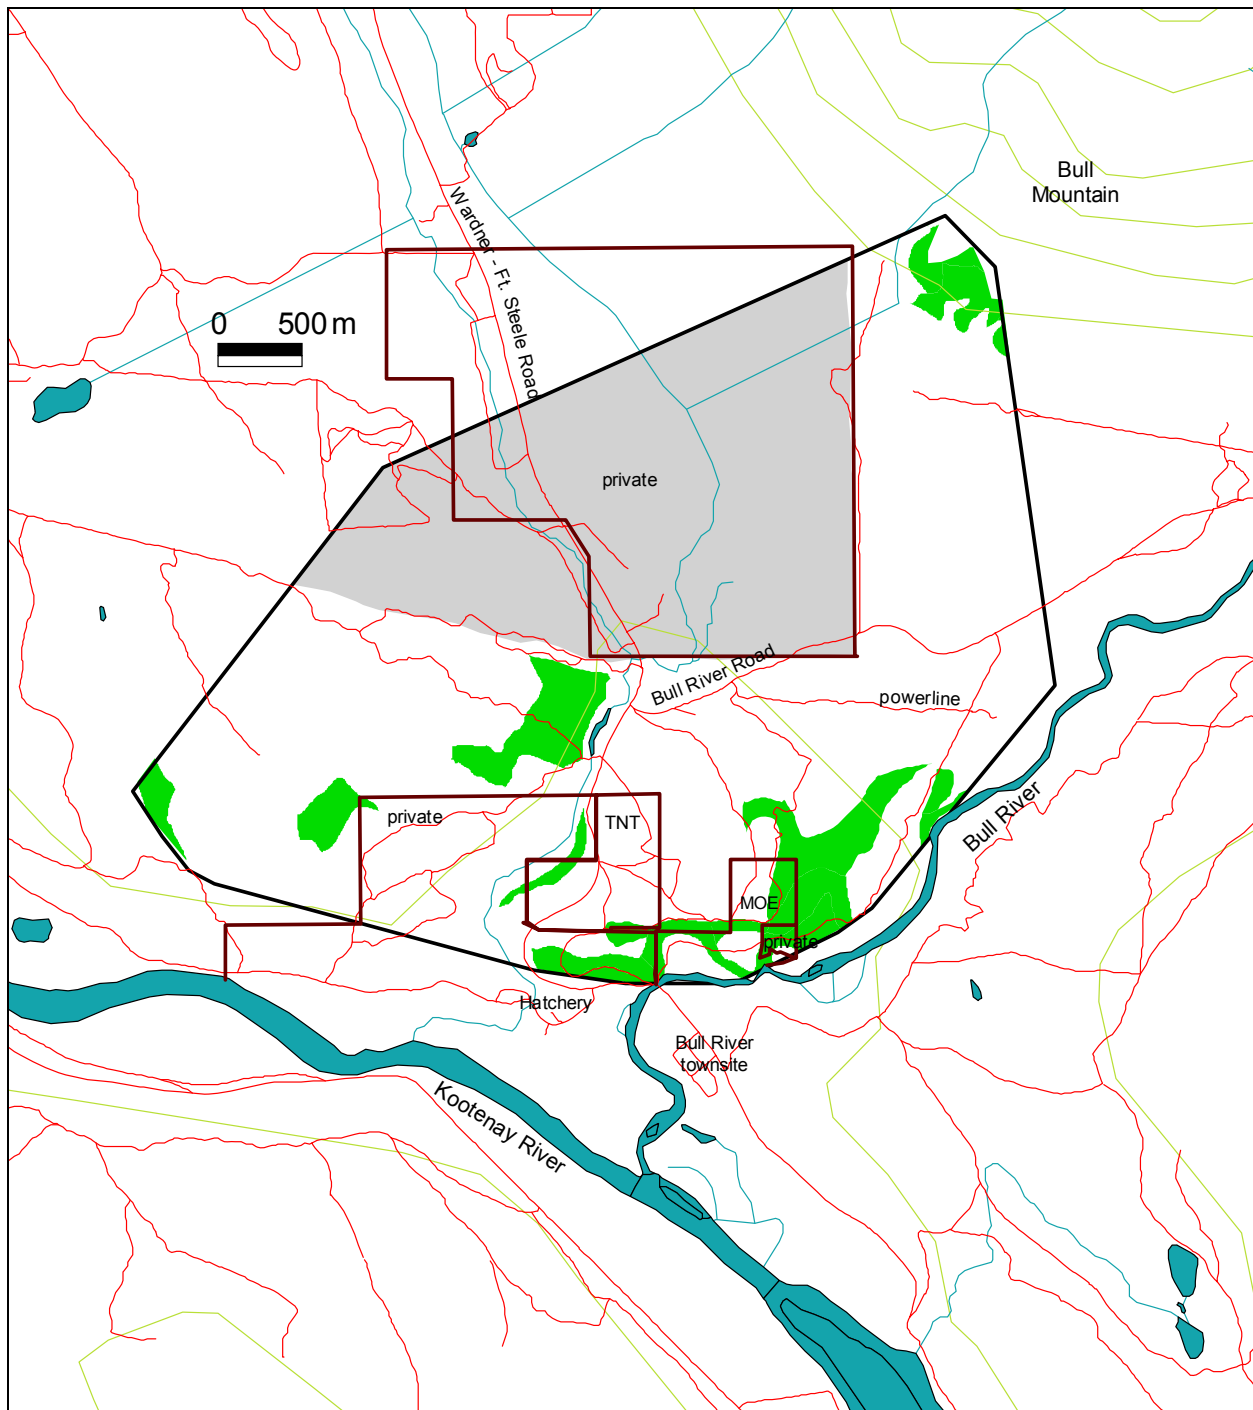 Bull
Mountain
Wardner - Ft. Steele Road
0 500 m
private
Bull River Road
powerline
private
TNT
Bull River
MOE
private
Hatchery
Bull River
townsite
Kootenay River